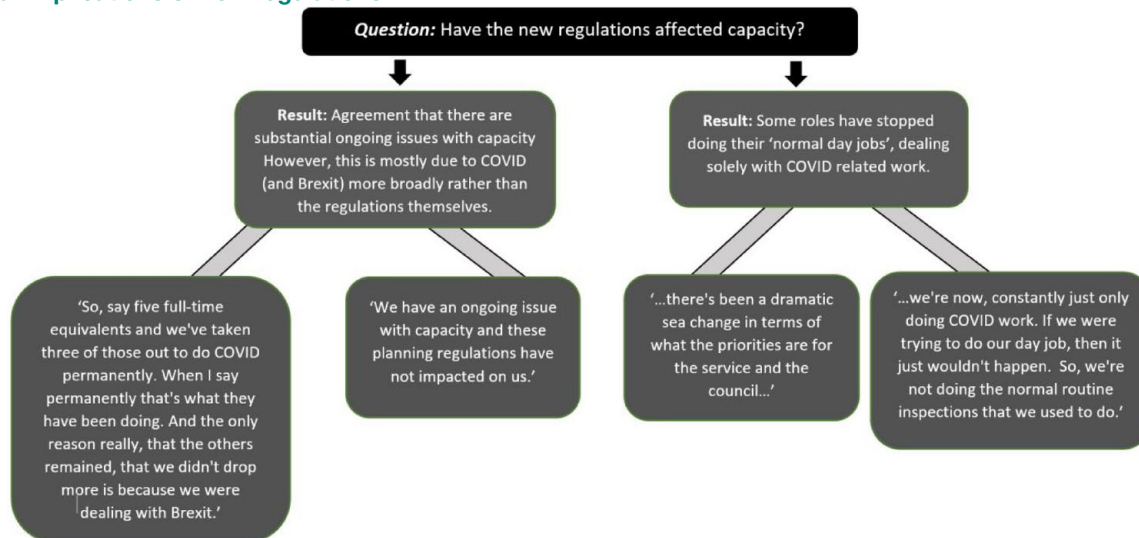 Question: Have the new regulations affected capacity?
Result: Agreement that there are
substantial ongoing issues with capacity
However, this is mostly due to COVID
(and Brexit) more broadly rather than
the regulations themselves.
Result: Some roles have stopped
doing their ‘normal day jobs’, dealing
solely with COVID related work.
‘So, say five full-time
equivalents and we've taken
three of those out to do COVID
permanently. When I say
permanently that's what they
have been doing. And the only
reason really, that the others
remained, that we didn't drop
more is because we were
dealing with Brexit.’
‘We have an ongoing issue
with capacity and these
planning regulations have
not impacted on us.’
‘...there's been a dramatic
sea change in terms of
what the priorities are for
the service and the
council...’
‘...we're now, constantly just only
doing COVID work. If we were
trying to do our day job, then it
just wouldn't happen.  So, we're
not doing the normal routine
inspections that we used to do.’